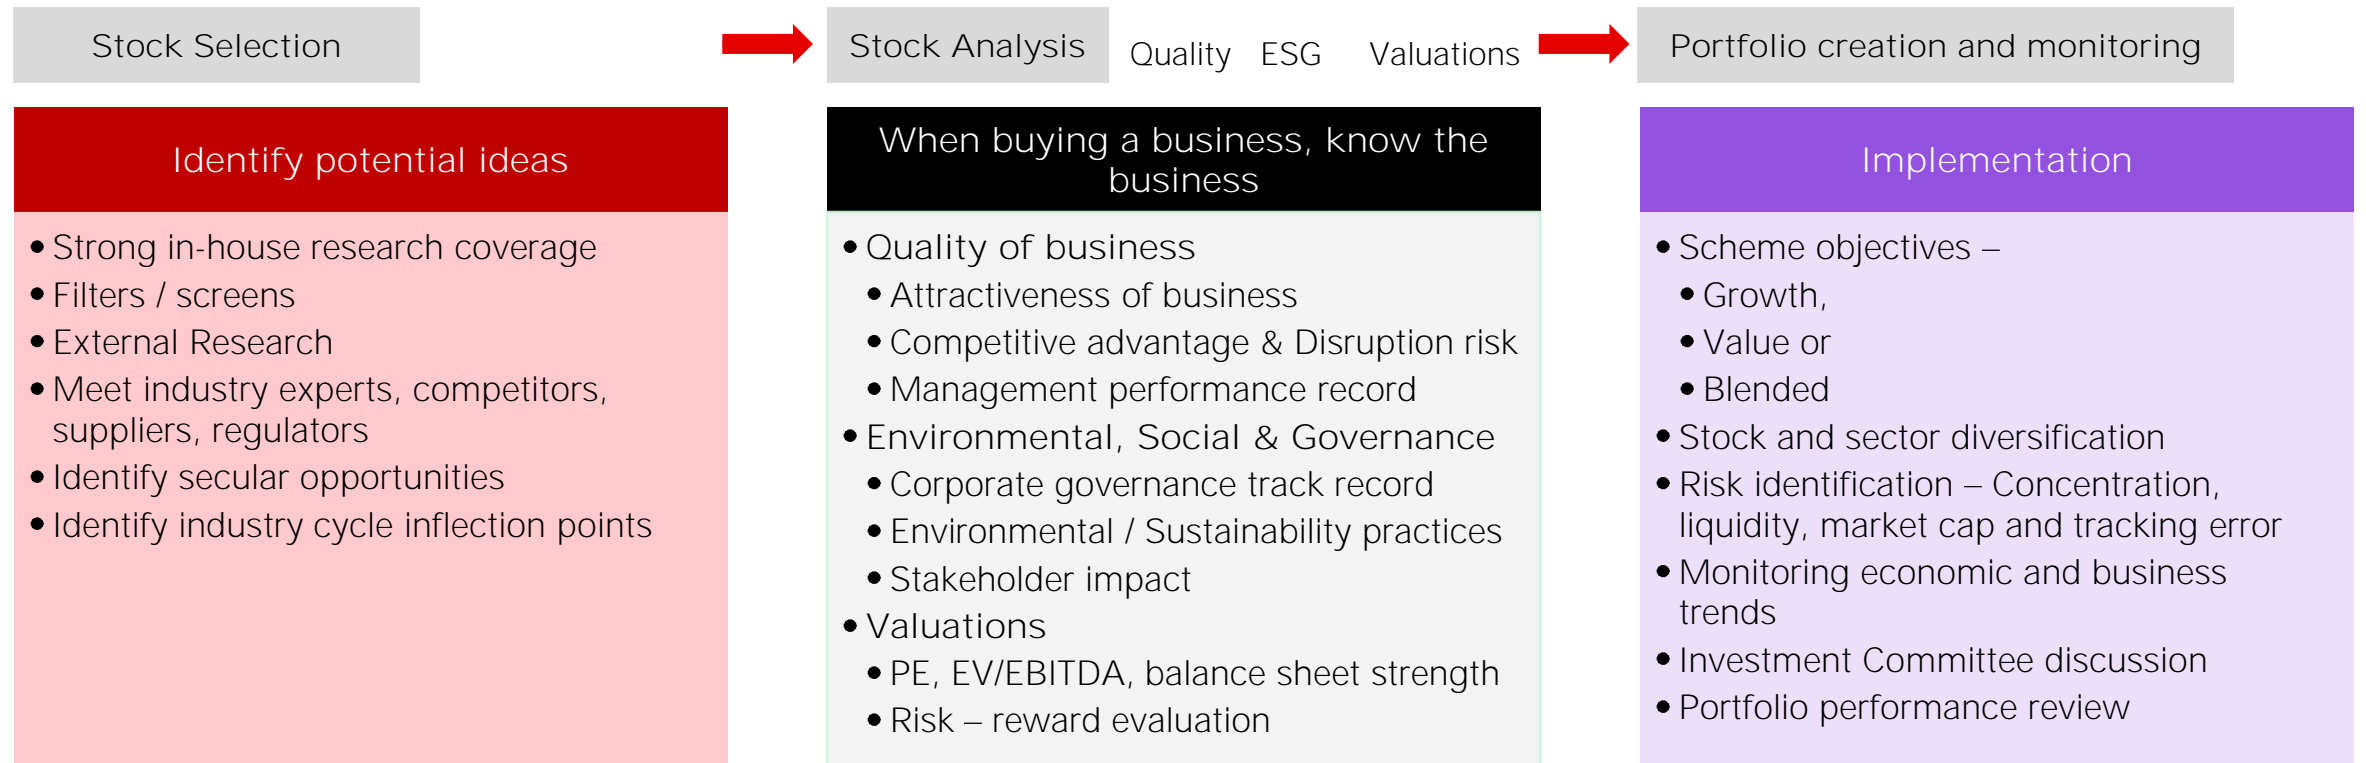 Stock Selection
Stock Analysis
Quality ESG Valuations
Portfolio creation and monitoring
Identify potential ideas
• Strong in-house research coverage
• Filters / screens
• External Research
• Meet industry experts, competitors,
suppliers, regulators
• Identify secular opportunities
• Identify industry cycle inflection points
When buying a business, know the
business
• Quality of business
• Attractiveness of business
• Competitive advantage & Disruption risk
• Management performance record
• Environmental, Social & Governance
• Corporate governance track record
• Environmental / Sustainability practices
• Stakeholder impact
• Valuations
• PE, EV/EBITDA, balance sheet strength
• Risk – reward evaluation
Implementation
• Scheme objectives –
• Growth,
• Value or
• Blended
• Stock and sector diversification
• Risk identification – Concentration,
liquidity, market cap and tracking error
• Monitoring economic and business
trends
• Investment Committee discussion
• Portfolio performance review